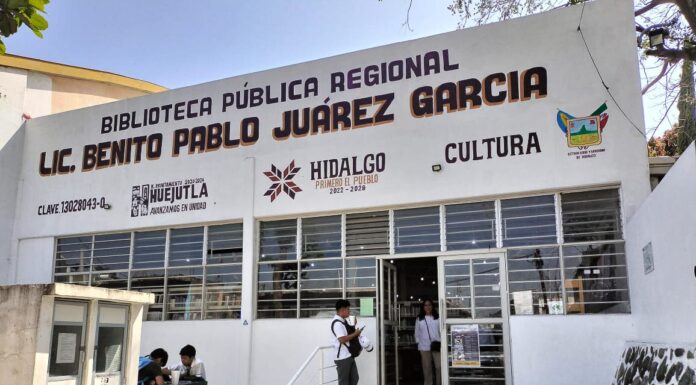 BIBLIOTECA PÚBLICA REGIONAL
LIC. BENITO PABLO JUÁREZ GARCIA
CLAVE. 13028043-0
HUEJUTLA
AVANZAMOS EN UNIDAD
HIDALGO
PRIMERO EL PUEBLO
2022-2028
CULTURA